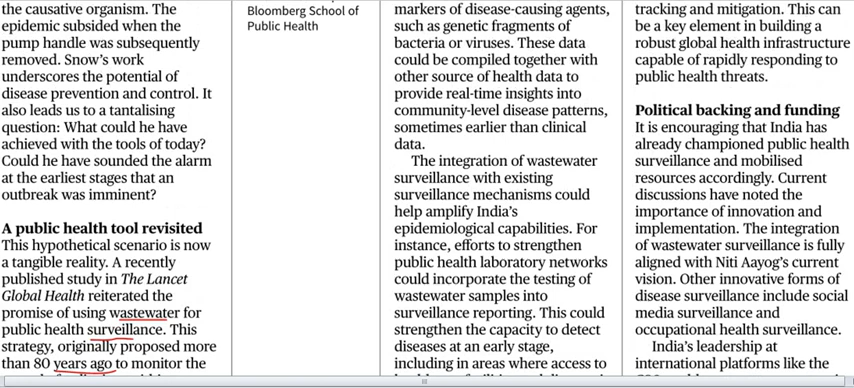 the causative organism. The
epidemic subsided when the
pump handle was subsequently
removed. Snow's work
underscores the potential of
disease prevention and control. It
also leads us to a tantalising
question: What could he have
achieved with the tools of today?
Could he have sounded the alarm
at the earliest stages that an
outbreak was imminent?
A public health tool revisited
This hypothetical scenario is now
a tangible reality. A recently
published study in The Lancet
Global Health reiterated the
promise of using wastewater for
public health surveillance. This
strategy, originally proposed more
than 80 years ago to monitor the
Bloomberg School of
Public Health
markers of disease-causing agents,
such as genetic fragments of
bacteria or viruses. These data
could be compiled together with
other source of health data to
provide real-time insights into
community-level disease patterns,
sometimes earlier than clinical
data.
The integration of wastewater
surveillance with existing
surveillance mechanisms could
help amplify India's
epidemiological capabilities. For
instance, efforts to strengthen
public health laboratory networks
could incorporate the testing of
wastewater samples into
surveillance reporting. This could
strengthen the capacity to detect
diseases at an early stage,
including in areas where access to
tracking and mitigation. This can
be a key element in building a
robust global health infrastructure
capable of rapidly responding to
public health threats.
Political backing and funding
It is encouraging that India has
already championed public health
surveillance and mobilised
resources accordingly. Current
discussions have noted the
importance of innovation and
implementation. The integration
of wastewater surveillance is fully
aligned with Niti Aayog's current
vision. Other innovative forms of
disease surveillance include social
media surveillance and
occupational health surveillance.
India's leadership at
international platforms like the